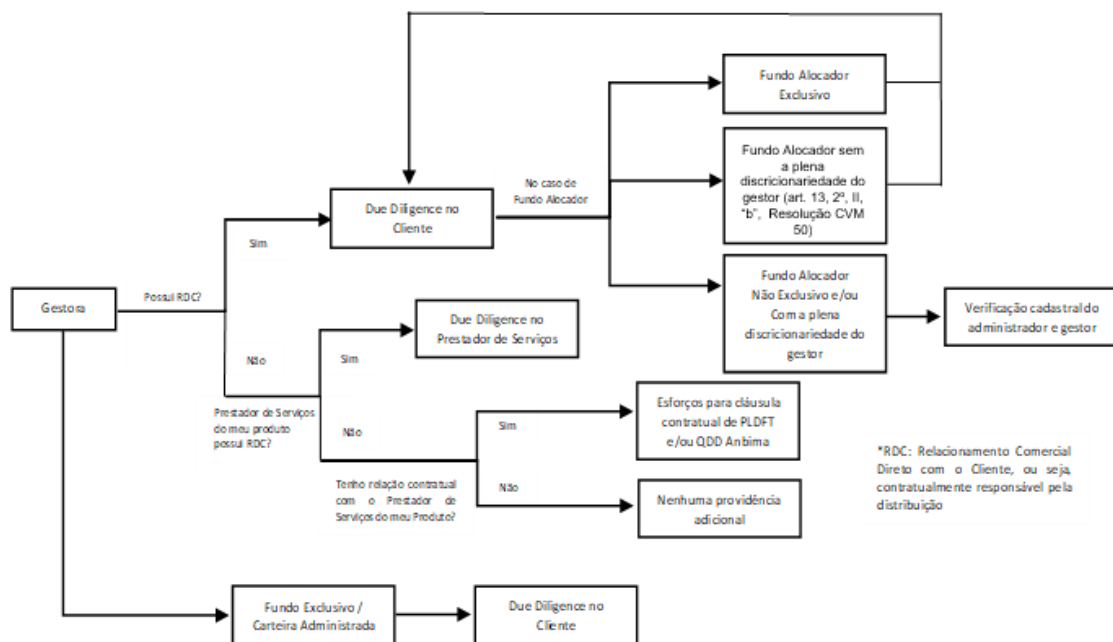 Fundo Alocador
Exclusivo
Fundo Alocador sem
a plena
discricionariedade do
gestor (art. 13, 2º, II,
"b", Resolução CVM
50)
No caso de
Fundo Alocador
Due Diligence no
Cliente
Sim
Fundo Alocador
Não Exclusivo e/ou
Com a plena
discricionariedade do
gestor
Verificação cadastral do
administrador e gestor
Gestora
Possui RDC?
Due Diligence no
Prestador de Serviços
Não
Sim
Prestador de Serviços
do meu produto
possui RDC?
Esforços para cláusula
contratual de PLDFT
e/ou QDD Anbima
Não
Sim
*RDC: Relacionamento Comercial
Direto com o Cliente, ou seja,
contratualmente responsável pela
distribuição
Tenho relação contratual
com o Prestador de
Serviços do meu Produto?
Não
Nenhuma providência
adicional
Fundo Exclusivo /
Carteira Administrada
Due Diligence no
Cliente